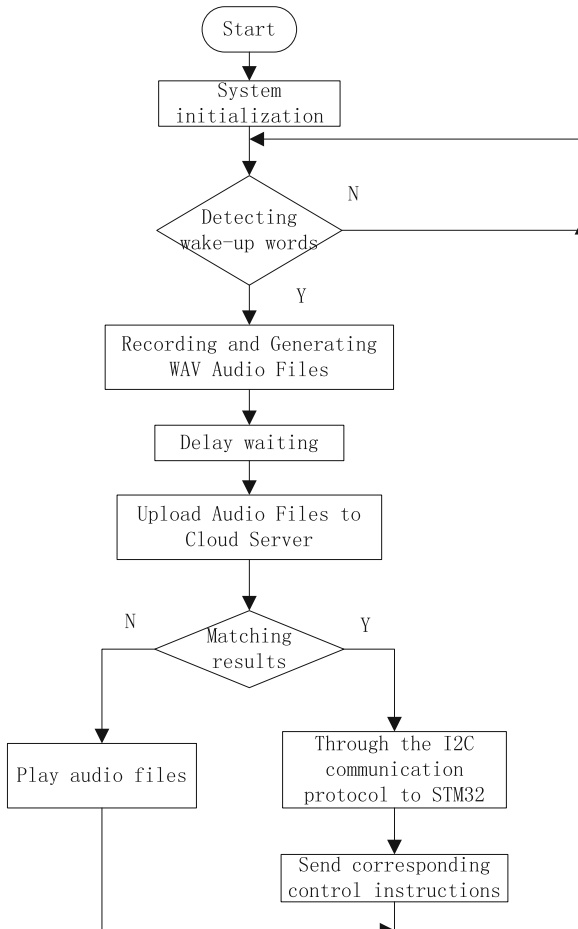 Start
System
initialization
N
Detecting
wake-up words
Y
Recording and Generating
WAV Audio Files
Delay waiting
Upload Audio Files to
Cloud Server
N
Matching
results
Y
Play audio files
Through the I2C
communication
protocol to STM32
Send corresponding
control instructions